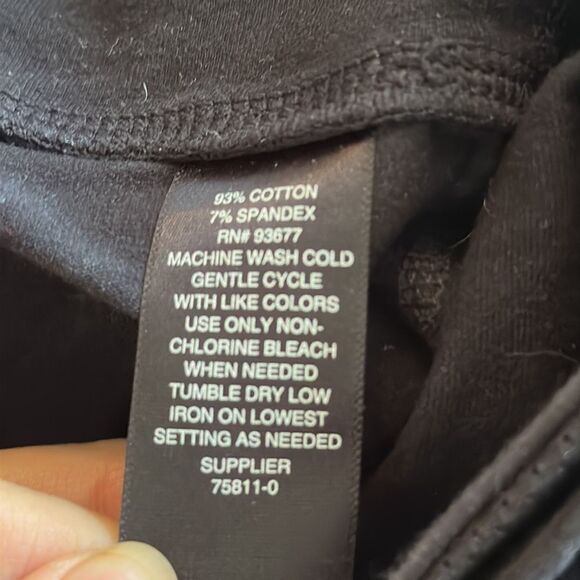 93% COTTON
7% SPANDEX
RN# 93677
MACHINE WASH COLD
GENTLE CYCLE
WITH LIKE COLORS
USE ONLY NON-
CHLORINE BLEACH
WHEN NEEDED
TUMBLE DRY LOW
IRON ON LOWEST
SETTING AS NEEDED
SUPPLIER
75811-0